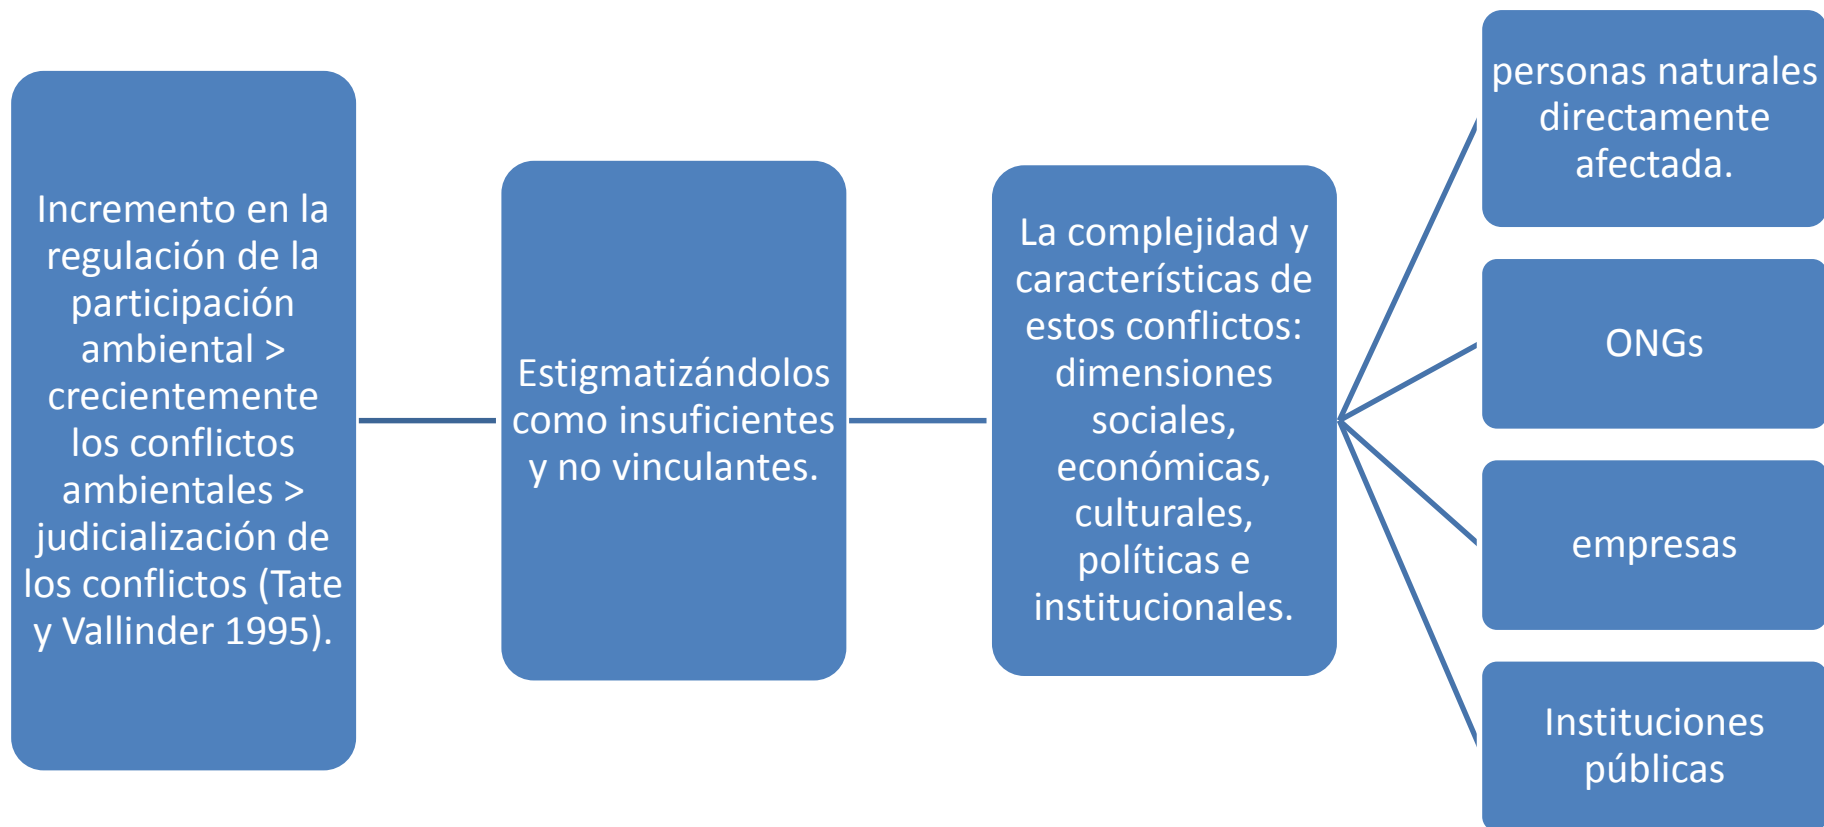 Incremento en la
regulación de la
participación
ambiental >
crecientemente
los conflictos
ambientales >
judicialización de
los conflictos (Tate
y Vallinder 1995).
Estigmatizándolos
como insuficientes
y no vinculantes.
La complejidad y
características de
estos conflictos:
dimensiones
sociales,
económicas,
culturales,
políticas e
institucionales.
personas naturales
directamente
afectada.
ONGs
empresas
Instituciones
públicas